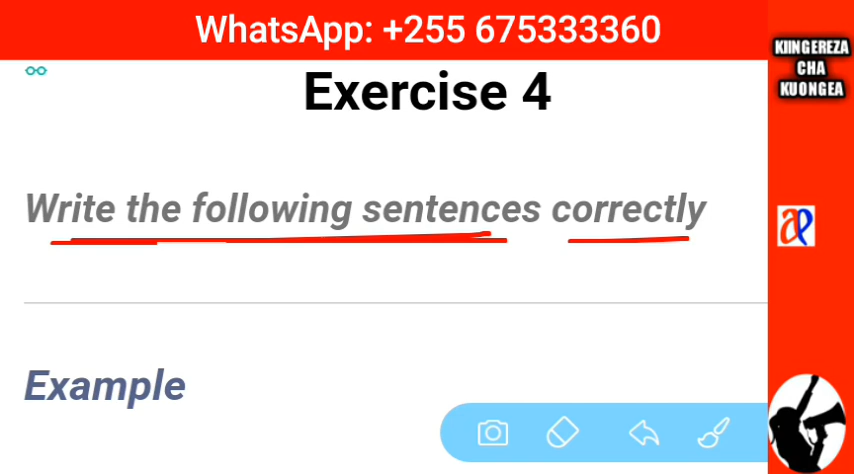 WhatsApp: +255 675333360
KIINGEREZA
CHA
KUONGEA
Exercise 4
Write the following sentences correctly
Example